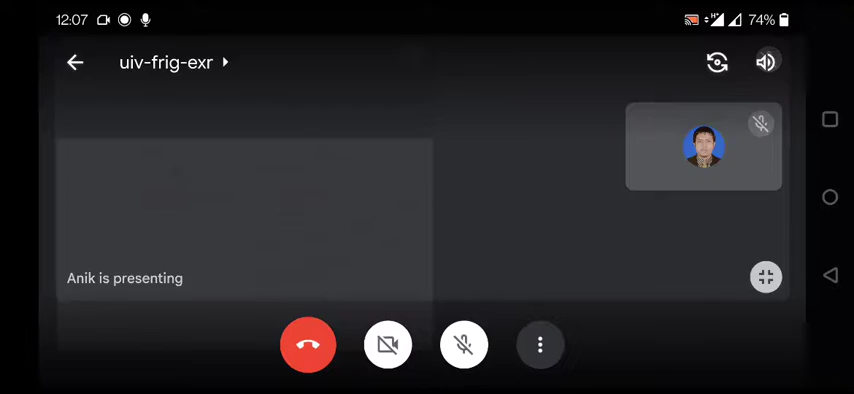 12:07
H+
74%
uiv-frig-exr
Anik is presenting